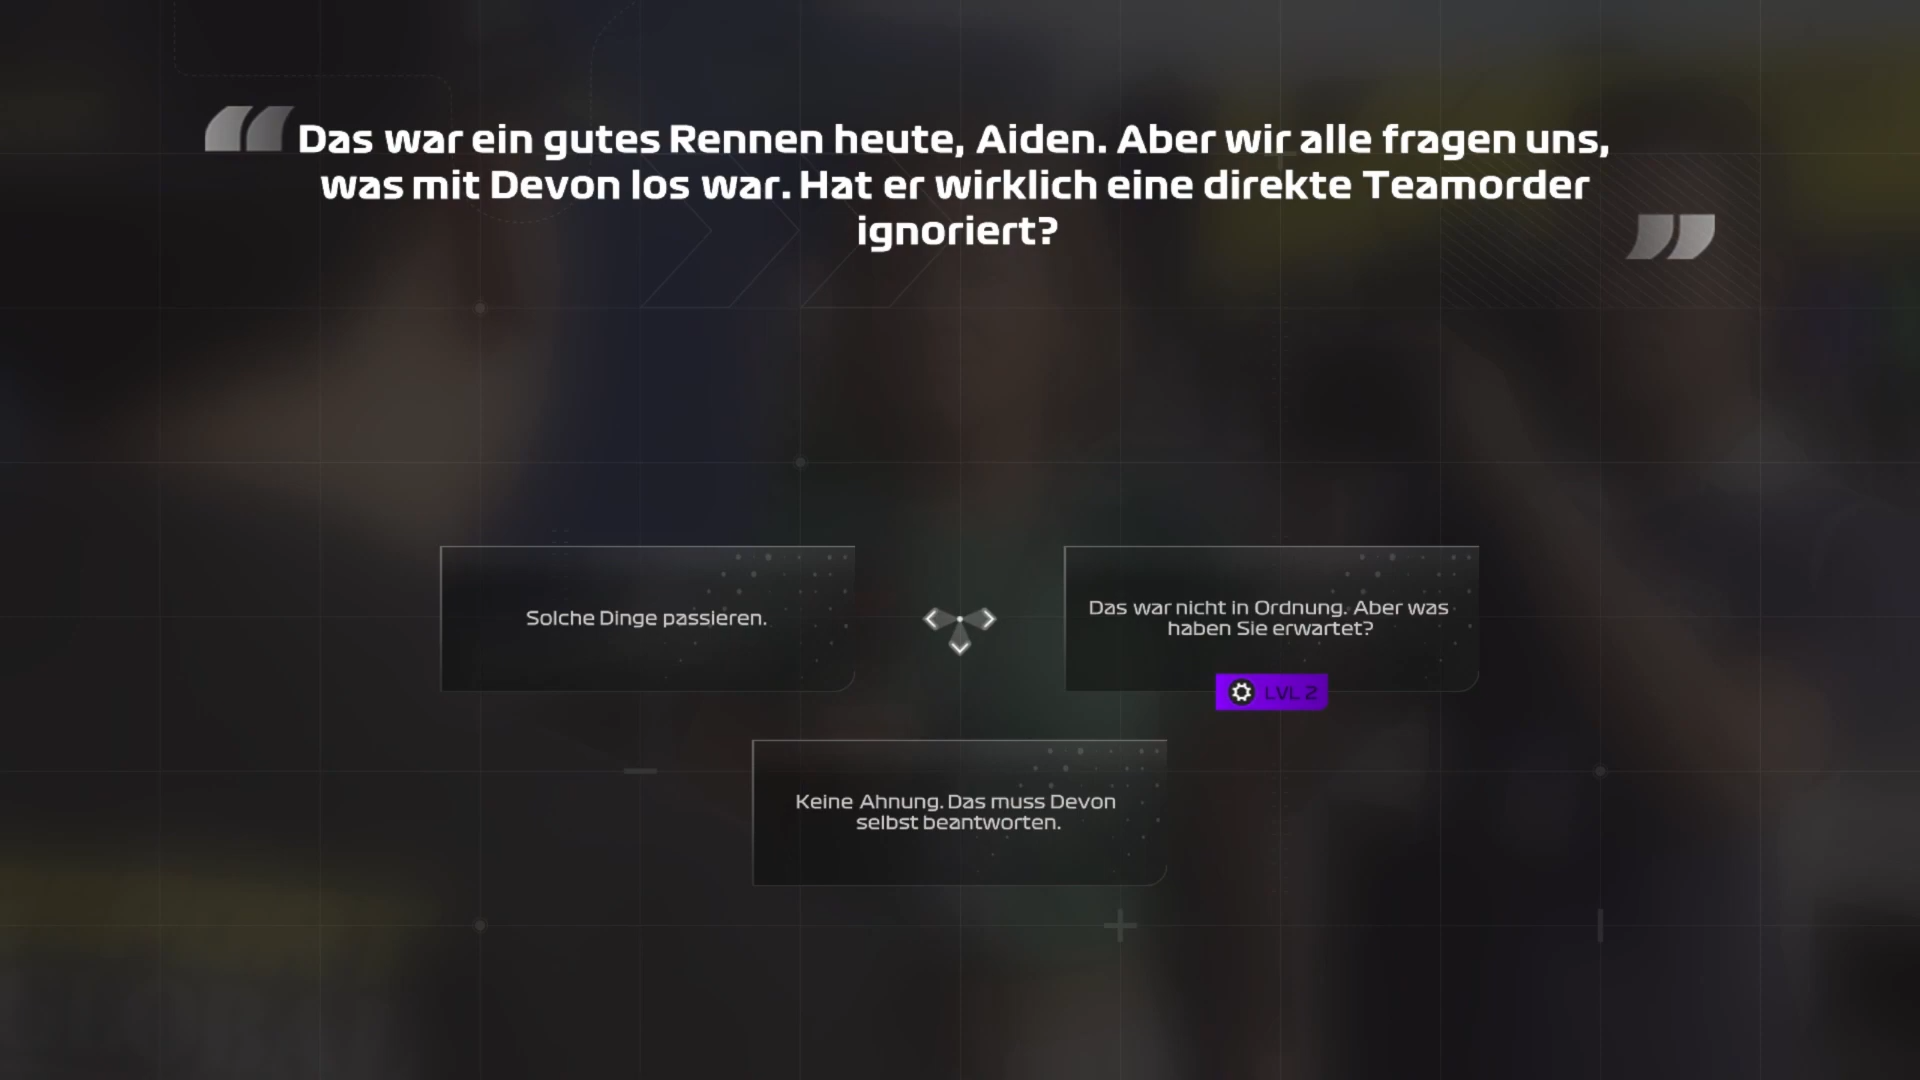 Das war ein gutes Rennen heute, Aiden. Aber wir alle fragen uns,
was mit Devon los war. Hat er wirklich eine direkte Teamorder
ignoriert?
Solche Dinge passieren.
Das war nicht in Ordnung. Aber was
haben Sie erwartet?
LVL 2
Keine Ahnung. Das muss Devon
selbst beantworten.